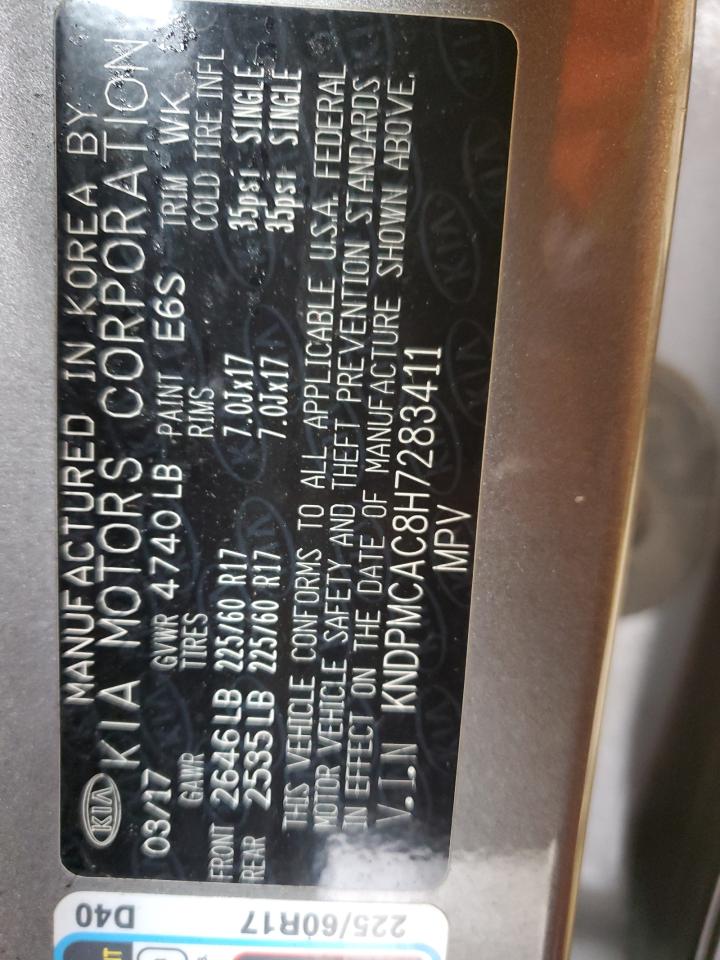 KIA MANUFACTURED IN KOREA BY
KIA MOTORS CORPORATION
03/17 GVWR 4740 LB PAINT E6S TRIM WK
GAWR TIRES RIMS COLD TIRE INFL
FRONT 2646 LB 225/60 R17 7.0Jx17 35psi SINGLE
REAR 2535 LB 225/60 R17 7.0Jx17 35psi SINGLE
THIS VEHICLE CONFORMS TO ALL APPLICABLE U.S.A. FEDERAL
MOTOR VEHICLE SAFETY AND THEFT PREVENTION STANDARDS
IN EFFECT ON THE DATE OF MANUFACTURE SHOWN ABOVE.
V.I.N KNDPMCAC8H7283411
MPV
225/60R17 D40